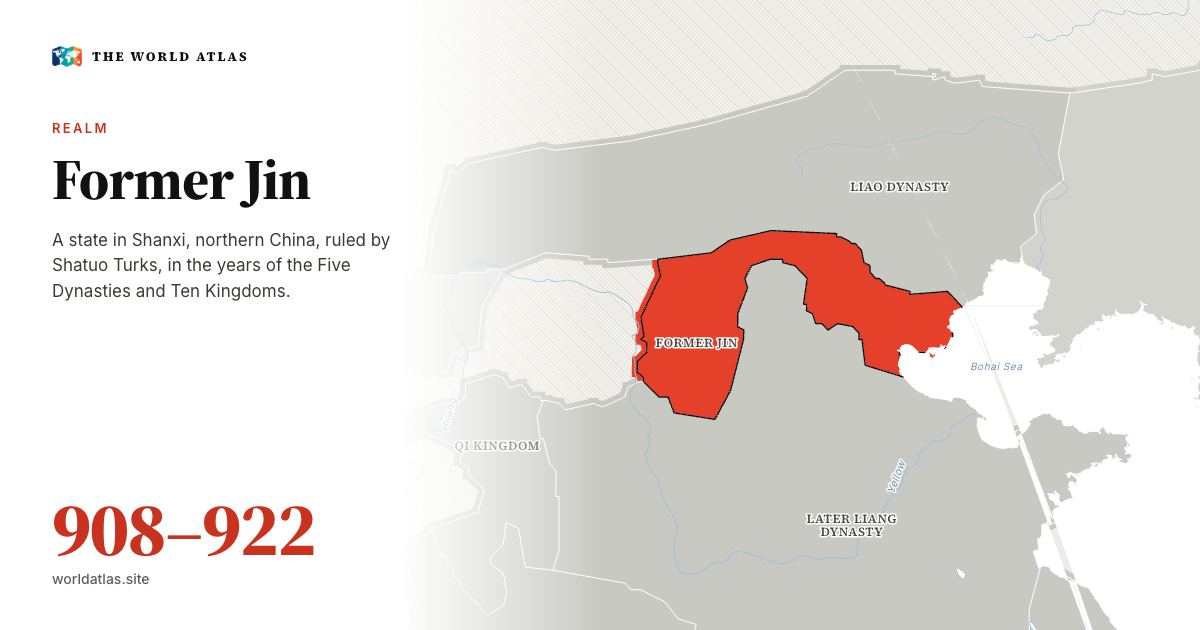 THE WORLD ATLAS
REALM
Former Jin
A state in Shanxi, northern China, ruled by
Shatuo Turks, in the years of the Five
Dynasties and Ten Kingdoms.
908–922
worldatlas.site
LIAO DYNASTY
FORMER JIN
Bohai Sea
Huang
QI KINGDOM
Yellow
LATER LIANG
DYNASTY